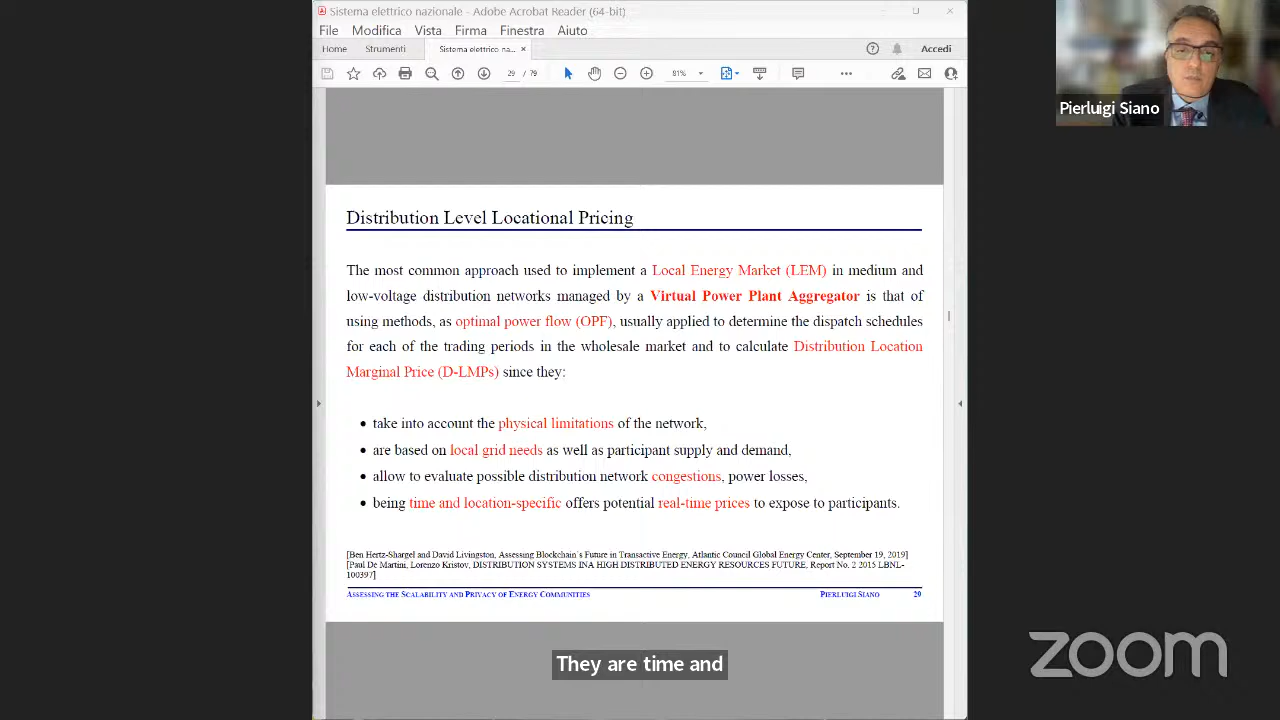 Sistema elettrico nazionale - Adobe Acrobat Reader (64-bit)
File Modifica Vista Firma Finestra Aiuto
Home Strumenti Sistema elettrico na... × Accedi
29 / 79 81%
Pierluigi Siano
Distribution Level Locational Pricing
The most common approach used to implement a Local Energy Market (LEM) in medium and
low-voltage distribution networks managed by a Virtual Power Plant Aggregator is that of
using methods, as optimal power flow (OPF), usually applied to determine the dispatch schedules
for each of the trading periods in the wholesale market and to calculate Distribution Location
Marginal Price (D-LMPs) since they:
• take into account the physical limitations of the network,
• are based on local grid needs as well as participant supply and demand,
• allow to evaluate possible distribution network congestions, power losses,
• being time and location-specific offers potential real-time prices to expose to participants.
[Ben Hertz-Shargel and David Livingston, Assessing Blockchain's Future in Transactive Energy, Atlantic Council Global Energy Center, September 19, 2019]
[Paul De Martini, Lorenzo Kristov, DISTRIBUTION SYSTEMS INA HIGH DISTRIBUTED ENERGY RESOURCES FUTURE, Report No. 2 2015 LBNL-
100397]
ASSESSING THE SCALABILITY AND PRIVACY OF ENERGY COMMUNITIES PIERLUIGI SIANO 29
They are time and
zoom